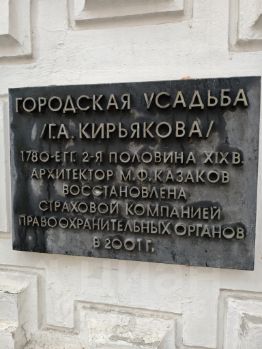 ГОРОДСКАЯ УСАДЬБА
/Г.А. КИРЬЯКОВА/
1780-Е ГГ. 2-Я ПОЛОВИНА XIX В.
АРХИТЕКТОР М.Ф. КАЗАКОВ
ВОССТАНОВЛЕНА
СТРАХОВОЙ КОМПАНИЕЙ
ПРАВООХРАНИТЕЛЬНЫХ ОРГАНОВ
В 2001 Г.